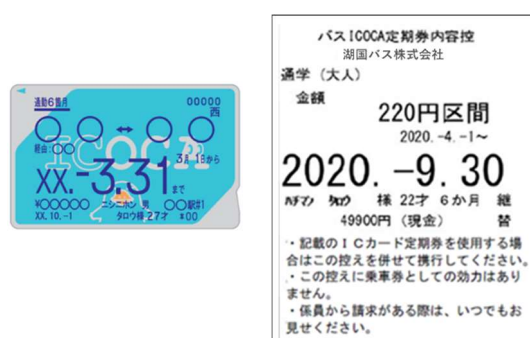 通勤6箇月
00000
西
〇〇 ↔ 〇〇
経由:〇〇
ICOCA
3月 1日から
XX.-3.31まで
¥00000 ニシニホン 男 〇〇駅#1
XX.10.-1 タロウ様 27才 *00
バスICOCA定期券内容控
湖国バス株式会社
通学(大人)
金額
220円区間
2020.-4.-1~
2020.-9.30
ハチマン タロウ 様 22才 6か月 継
49900円(現金) 替
・記載のICカード定期券を使用する場
合はこの控えを併せて携行してください。
・この控えに乗車券としての効力はあり
ません。
・係員から請求がある際は、いつでもお
見せください。